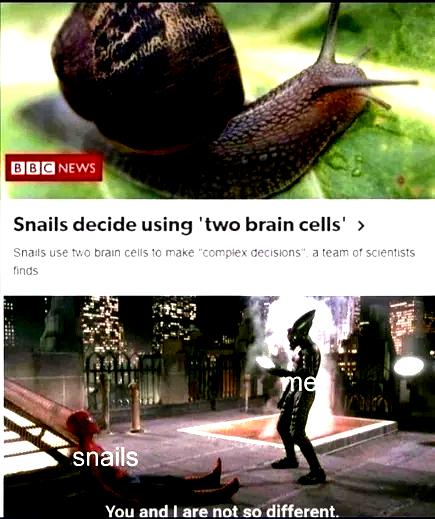 BBC NEWS
Snails decide using 'two brain cells' >
Snails use two brain cells to make "complex decisions", a team of scientists
finds
me
snails
You and I are not so different.